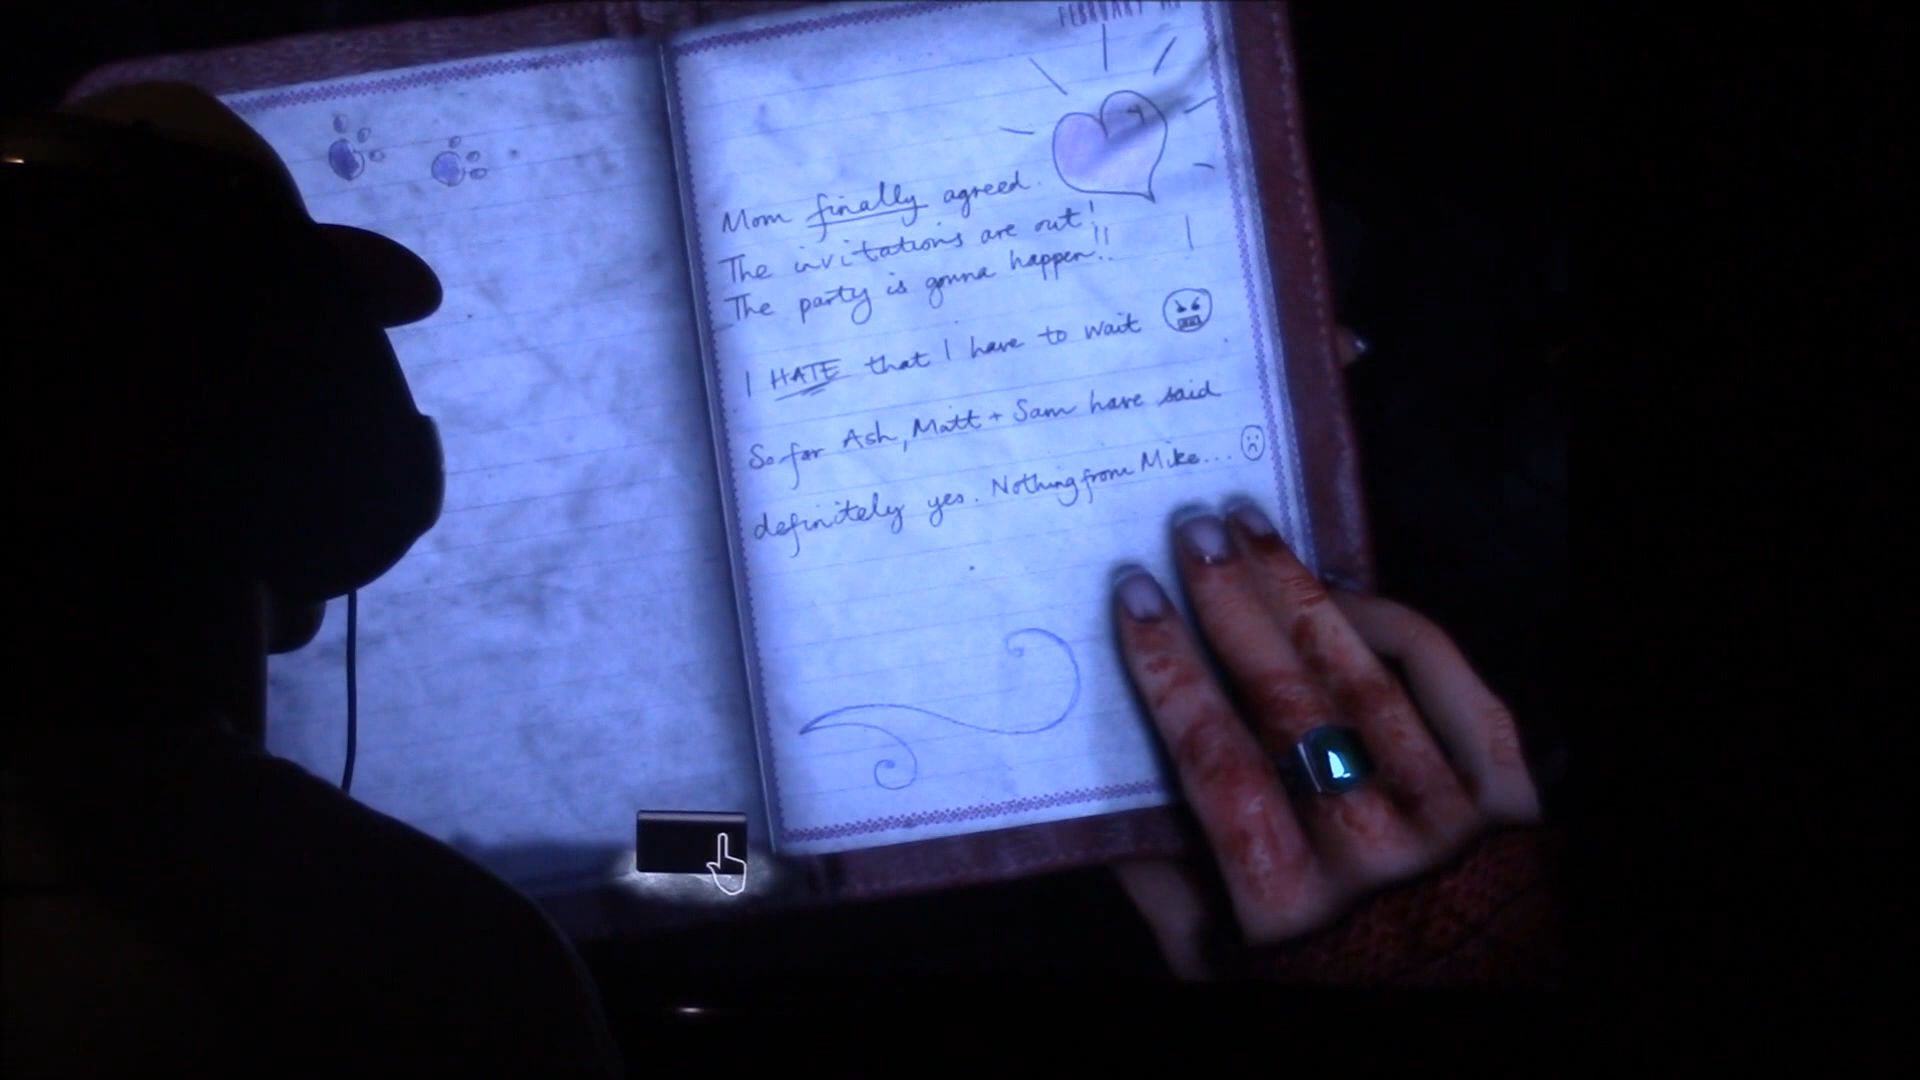 FEBRUARY
Mom finally agreed.
The invitations are out!
The party is gonna happen!!
I HATE that I have to wait
So far Ash, Matt + Sam have said
definitely yes. Nothing from Mike...